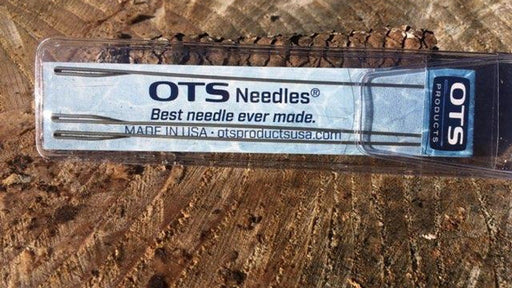 OTS Needles®
Best needle ever made.
MADE IN USA • otsproductsusa.com
OTS
PRODUCTS